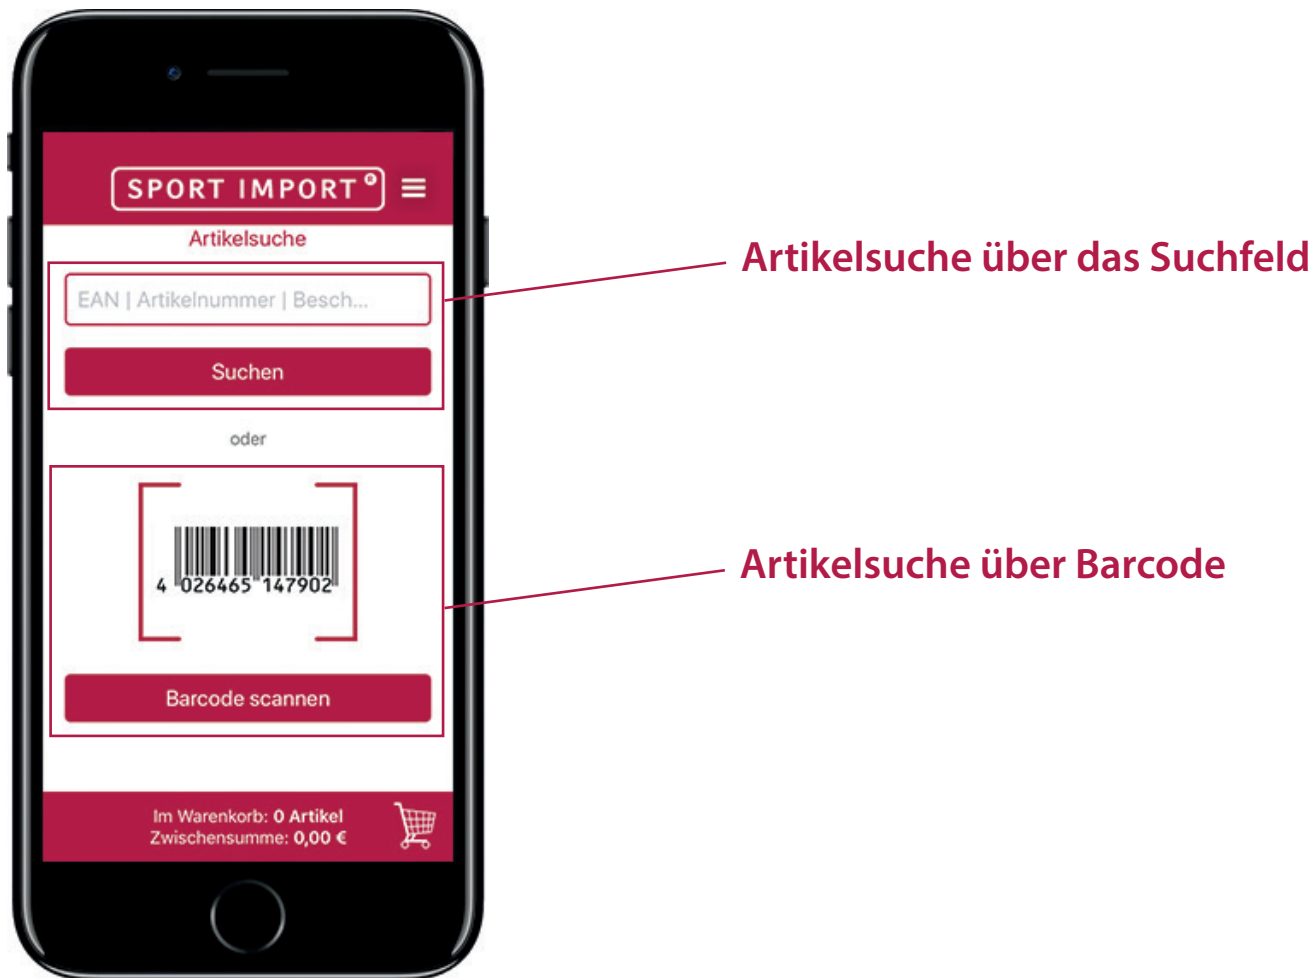 SPORT IMPORT®
Artikelsuche
EAN | Artikelnummer | Besch...
Suchen
oder
4 026465 147902
Barcode scannen
Im Warenkorb: 0 Artikel
Zwischensumme: 0,00 €
Artikelsuche über das Suchfeld
Artikelsuche über Barcode